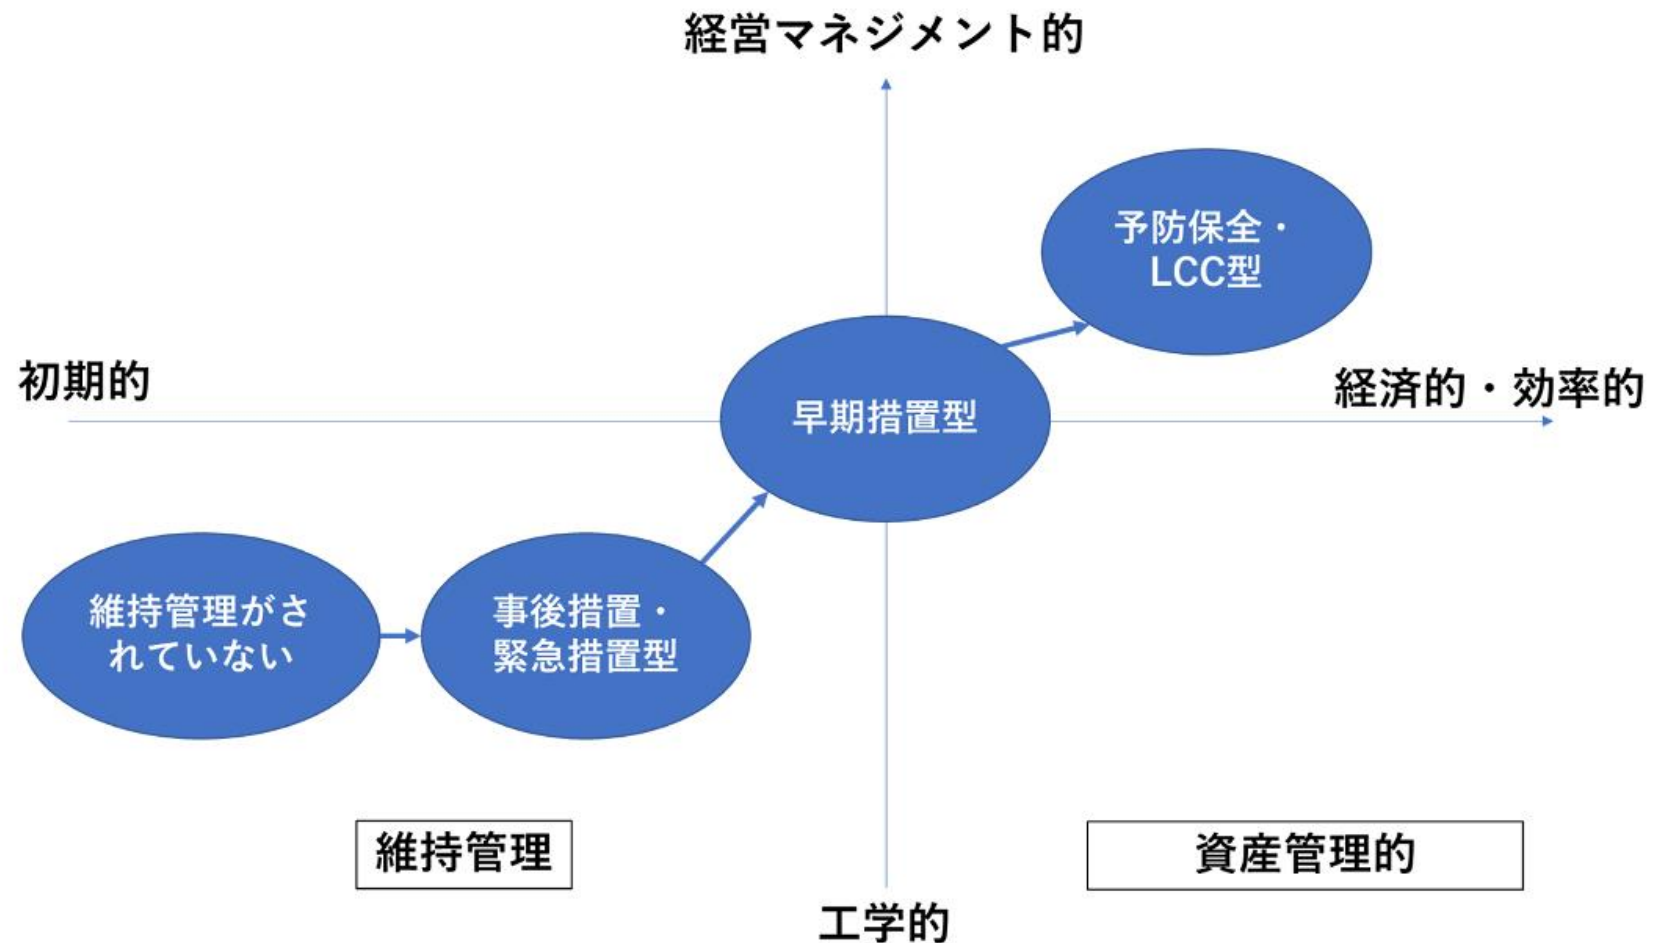 経営マネジメント的
予防保全・
LCC型
初期的
経済的・効率的
早期措置型
維持管理がさ
れていない
事後措置・
緊急措置型
維持管理
資産管理的
工学的